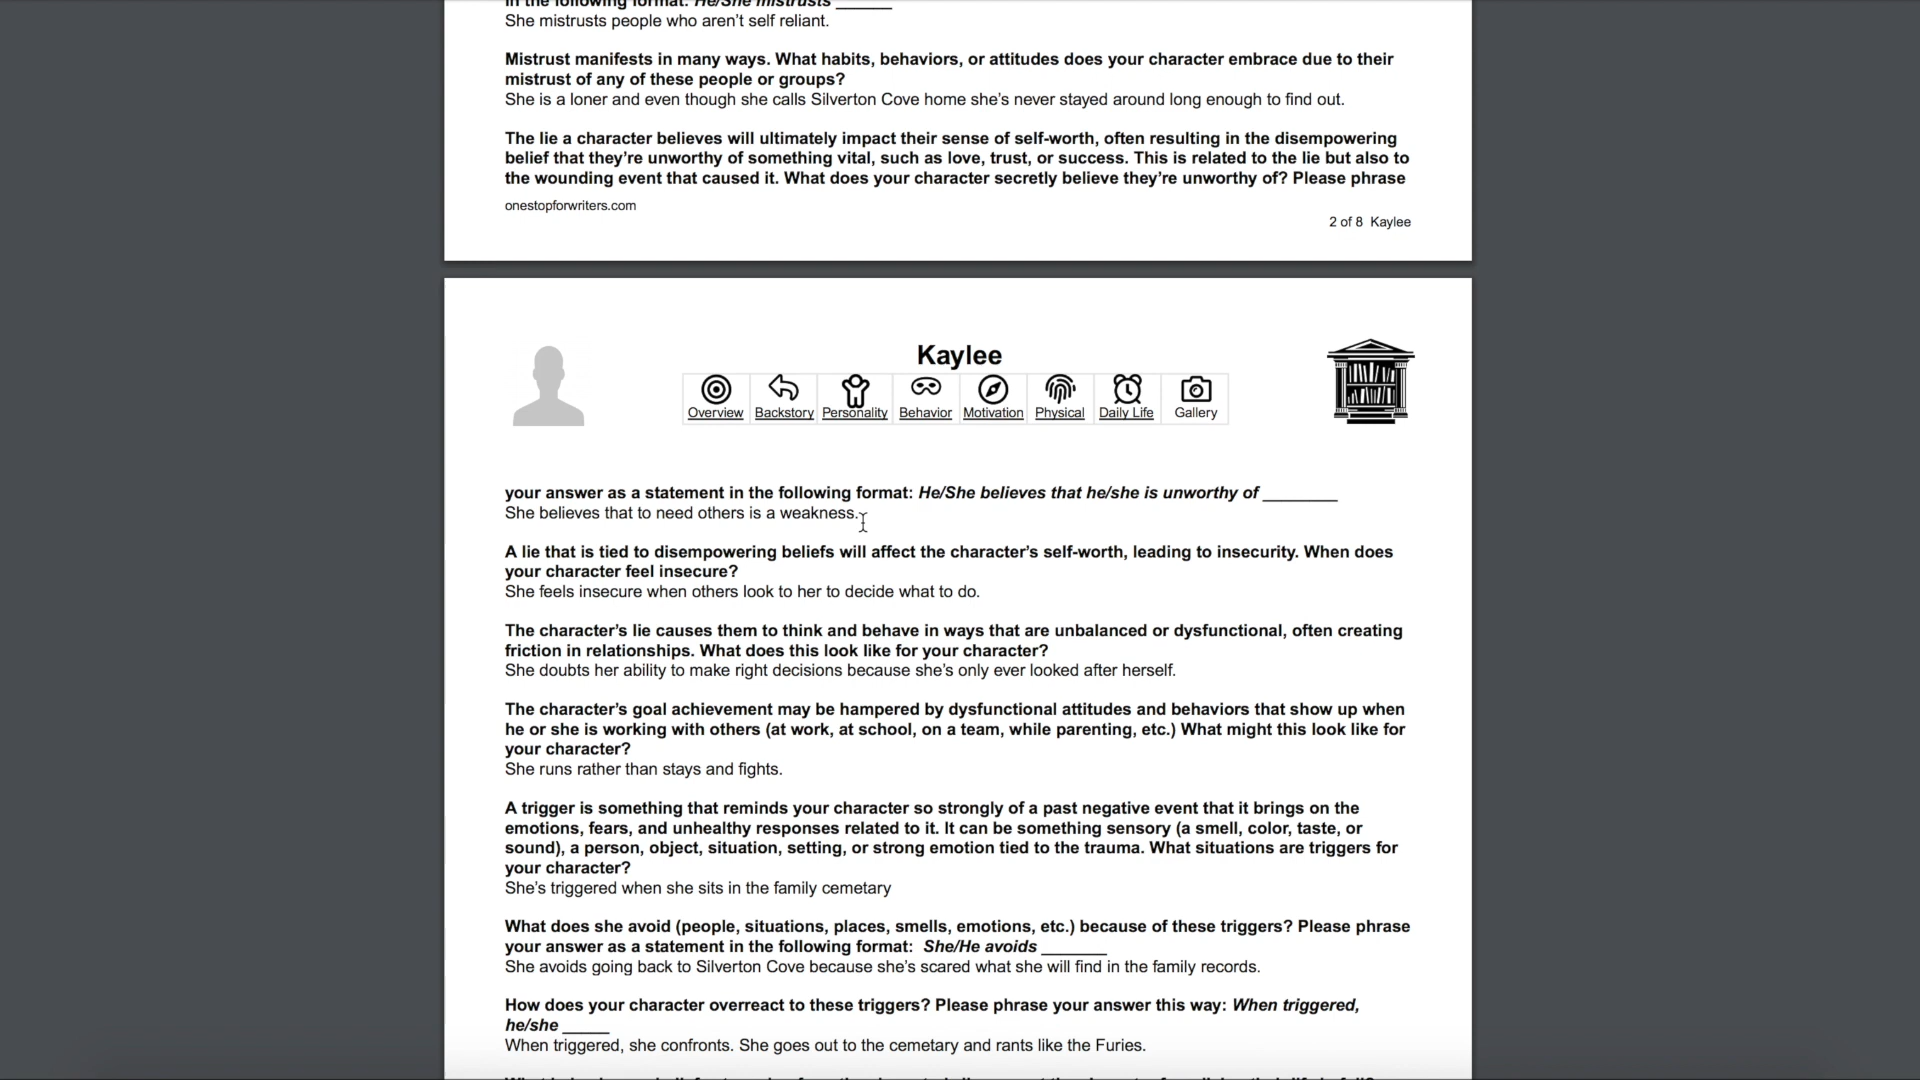 in the following format: He/She mistrusts ______
She mistrusts people who aren't self reliant.
Mistrust manifests in many ways. What habits, behaviors, or attitudes does your character embrace due to their
mistrust of any of these people or groups?
She is a loner and even though she calls Silverton Cove home she's never stayed around long enough to find out.
The lie a character believes will ultimately impact their sense of self-worth, often resulting in the disempowering
belief that they're unworthy of something vital, such as love, trust, or success. This is related to the lie but also to
the wounding event that caused it. What does your character secretly believe they're unworthy of? Please phrase
onestopforwriters.com
2 of 8 Kaylee
Kaylee
Overview Backstory Personality Behavior Motivation Physical Daily Life Gallery
your answer as a statement in the following format: He/She believes that he/she is unworthy of ________
She believes that to need others is a weakness.
A lie that is tied to disempowering beliefs will affect the character's self-worth, leading to insecurity. When does
your character feel insecure?
She feels insecure when others look to her to decide what to do.
The character's lie causes them to think and behave in ways that are unbalanced or dysfunctional, often creating
friction in relationships. What does this look like for your character?
She doubts her ability to make right decisions because she's only ever looked after herself.
The character's goal achievement may be hampered by dysfunctional attitudes and behaviors that show up when
he or she is working with others (at work, at school, on a team, while parenting, etc.) What might this look like for
your character?
She runs rather than stays and fights.
A trigger is something that reminds your character so strongly of a past negative event that it brings on the
emotions, fears, and unhealthy responses related to it. It can be something sensory (a smell, color, taste, or
sound), a person, object, situation, setting, or strong emotion tied to the trauma. What situations are triggers for
your character?
She's triggered when she sits in the family cemetary
What does she avoid (people, situations, places, smells, emotions, etc.) because of these triggers? Please phrase
your answer as a statement in the following format: She/He avoids _______
She avoids going back to Silverton Cove because she's scared what she will find in the family records.
How does your character overreact to these triggers? Please phrase your answer this way: When triggered,
he/she _____
When triggered, she confronts. She goes out to the cemetary and rants like the Furies.